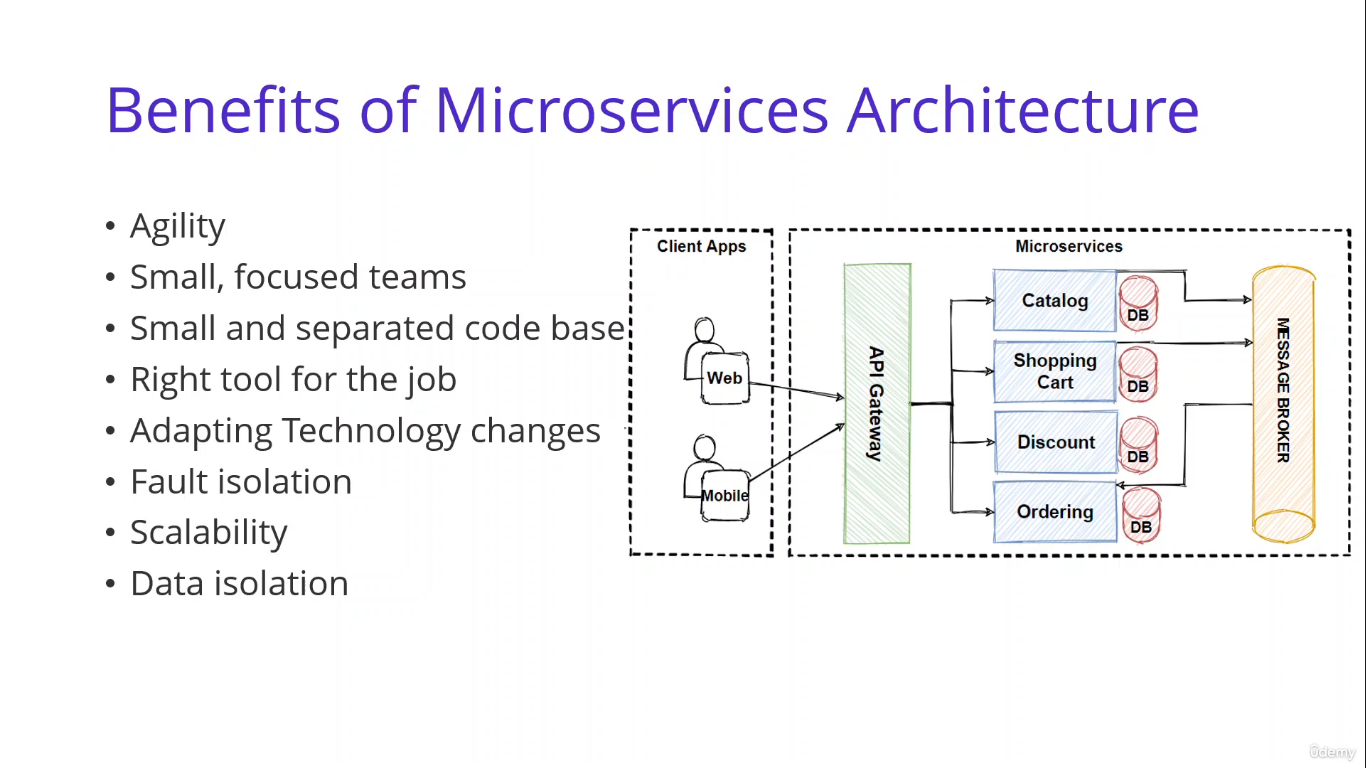 Benefits of Microservices Architecture
• Agility
• Small, focused teams
• Small and separated code base
• Right tool for the job
• Adapting Technology changes
• Fault isolation
• Scalability
• Data isolation
Client Apps
Web
Mobile
Microservices
API Gateway
Catalog
DB
Shopping
Cart
DB
Discount
DB
Ordering
DB
MESSAGE BROKER
ûdemy